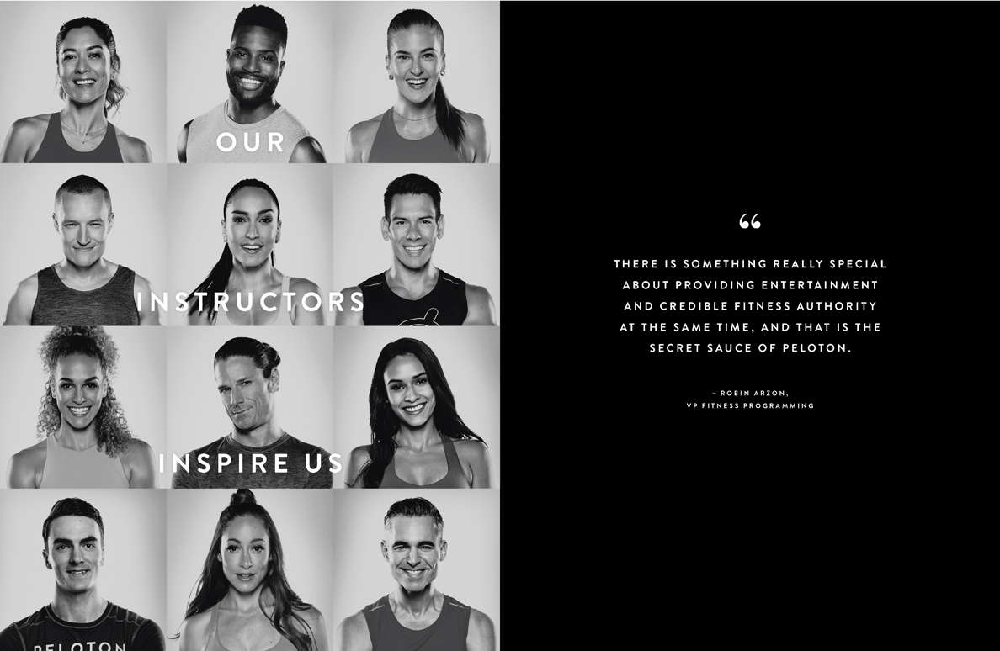 OUR
INSTRUCTORS
INSPIRE US
PELOTON
“
THERE IS SOMETHING REALLY SPECIAL
ABOUT PROVIDING ENTERTAINMENT
AND CREDIBLE FITNESS AUTHORITY
AT THE SAME TIME, AND THAT IS THE
SECRET SAUCE OF PELOTON.
– ROBIN ARZON,
VP FITNESS PROGRAMMING